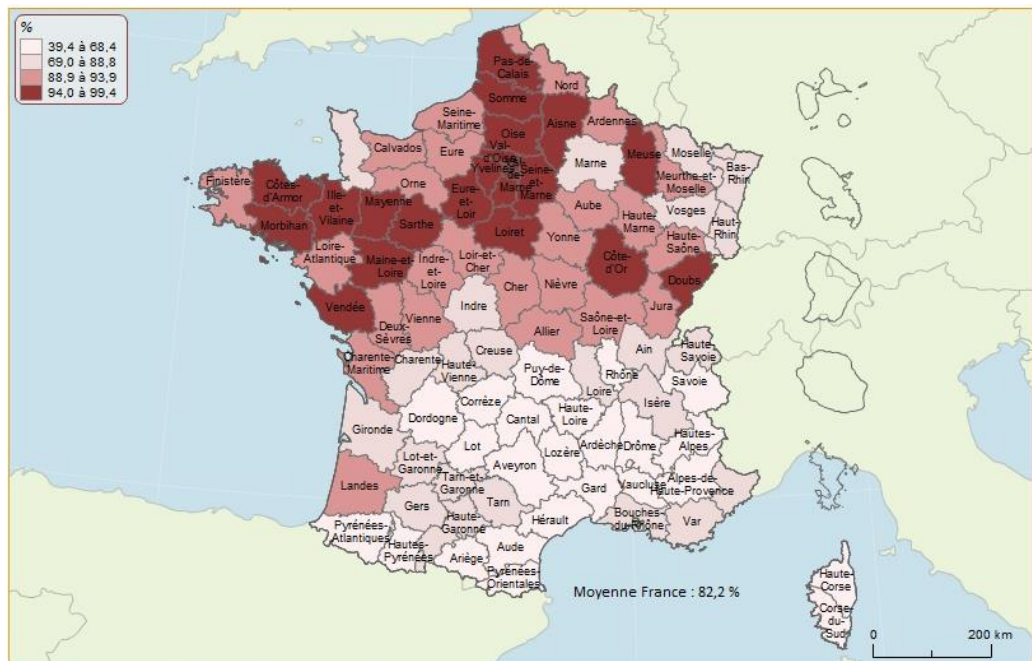 %
39,4 à 68,4
69,0 à 88,8
88,9 à 93,9
94,0 à 99,4
Pas-de-
Calais
Nord
Somme
Seine-
Maritime
Aisne
Ardennes
Oise
Val-
d'Oise
Calvados
Eure
Yvelines
Seine-
et-
Marne
Marne
Meuse
Moselle
Meurthe-et-
Moselle
Bas-
Rhin
Finistère
Côtes-
d'Armor
Ille-
et-
Vilaine
Mayenne
Orne
Eure-
et-
Loir
Val-
de-
Marne
Aube
Haute-
Marne
Vosges
Haut-
Rhin
Morbihan
Sarthe
Loiret
Yonne
Haute-
Saône
Loire-
Atlantique
Maine-et-
Loire
Indre-
et-
Loire
Loir-et-
Cher
Cher
Nièvre
Côte-
d'Or
Doubs
Vendée
Deux-
Sèvres
Vienne
Indre
Allier
Saône-et-
Loire
Jura
Charente-
Maritime
Charente
Haute-
Vienne
Creuse
Puy-de-
Dôme
Loire
Rhône
Ain
Haute-
Savoie
Savoie
Isère
Gironde
Dordogne
Corrèze
Cantal
Haute-
Loire
Ardèche
Drôme
Hautes-
Alpes
Lot-et-
Garonne
Lot
Aveyron
Lozère
Gard
Vaucluse
Alpes-de-
Haute-Provence
Landes
Gers
Tarn-et-
Garonne
Tarn
Hérault
Bouches-
du-Rhône
Var
Pyrénées-
Atlantiques
Hautes-
Pyrénées
Haute-
Garonne
Ariège
Aude
Pyrénées-
Orientales
Moyenne France : 82,2 %
Haute-
Corse
Corse-
du-
Sud
0 200 km